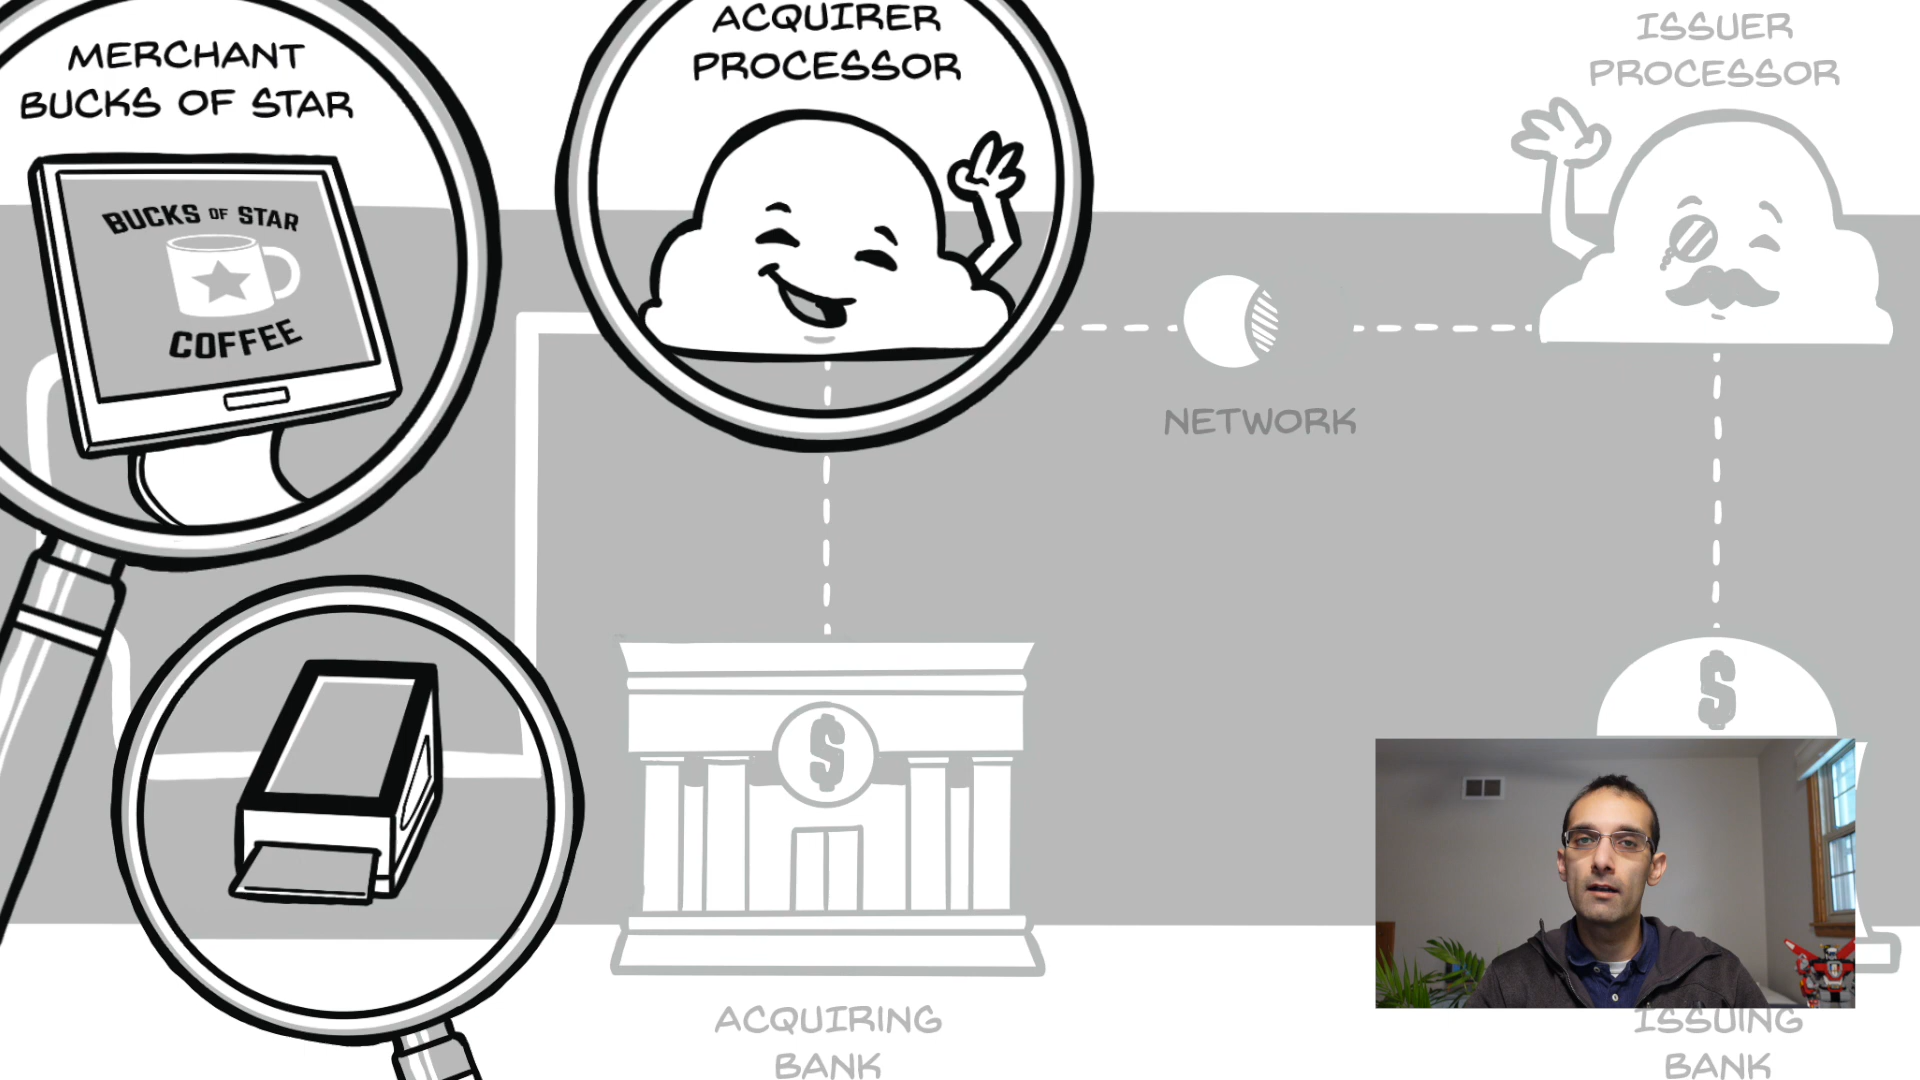 MERCHANT
BUCKS OF STAR
BUCKS OF STAR
COFFEE
ACQUIRER
PROCESSOR
ISSUER
PROCESSOR
NETWORK
$
$
ACQUIRING
BANK
ISSUING
BANK